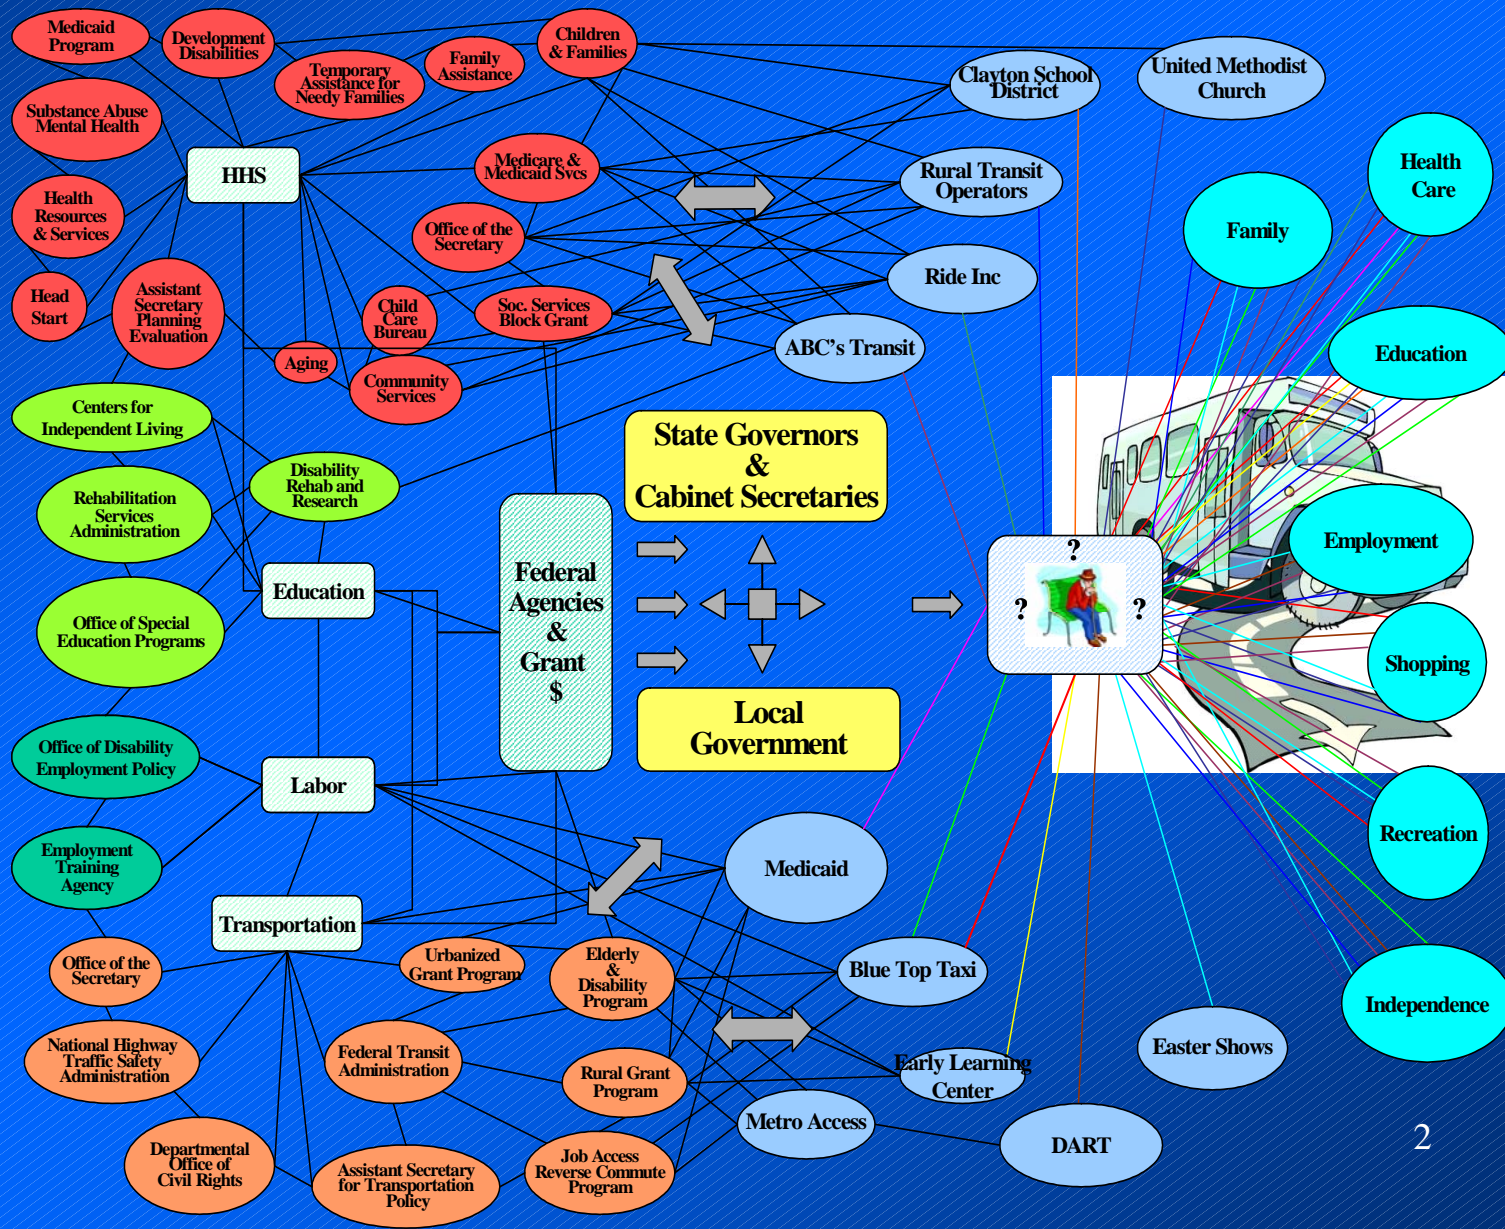 Medicaid
Program
Development
Disabilities
Temporary
Assistance for
Needy Families
Family
Assistance
Children
& Families
Clayton School
District
United Methodist
Church
Substance Abuse
Mental Health
HHS
Medicare &
Medicaid Svcs
Rural Transit
Operators
Health
Care
Health
Resources
& Services
Office of the
Secretary
Family
Ride Inc
Head
Start
Assistant
Secretary
Planning
Evaluation
Child
Care
Bureau
Soc. Services
Block Grant
ABC's Transit
Education
Aging
Community
Services
Centers for
Independent Living
State Governors
&
Cabinet Secretaries
Disability
Rehab and
Research
Rehabilitation
Services
Administration
Employment
Education
Federal
Agencies
&
Grant
$
?
?
?
Office of Special
Education Programs
Shopping
Local
Government
Office of Disability
Employment Policy
Labor
Employment
Training
Agency
Medicaid
Recreation
Transportation
Office of the
Secretary
Urbanized
Grant Program
Elderly
&
Disability
Program
Blue Top Taxi
Independence
National Highway
Traffic Safety
Administration
Federal Transit
Administration
Rural Grant
Program
Early Learning
Center
Easter Shows
Metro Access
DART
Departmental
Office of
Civil Rights
Assistant Secretary
for Transportation
Policy
Job Access
Reverse Commute
Program
2